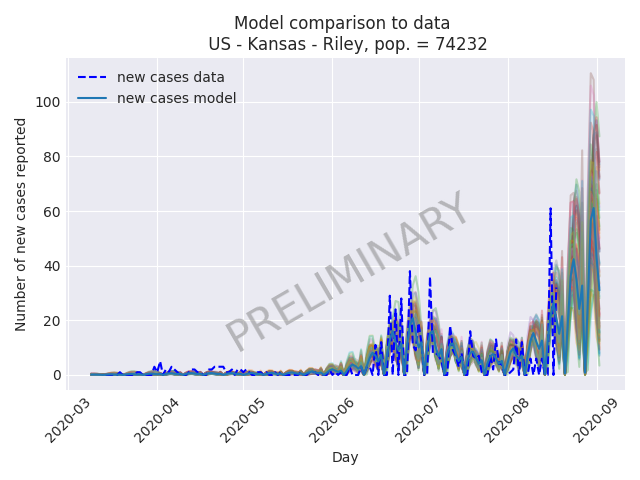 Model comparison to data
US - Kansas - Riley, pop. = 74232
new cases data
new cases model
Number of new cases reported
100
80
60
40
20
0
PRELIMINARY
2020-03
2020-04
2020-05
2020-06
2020-07
2020-08
2020-09
Day